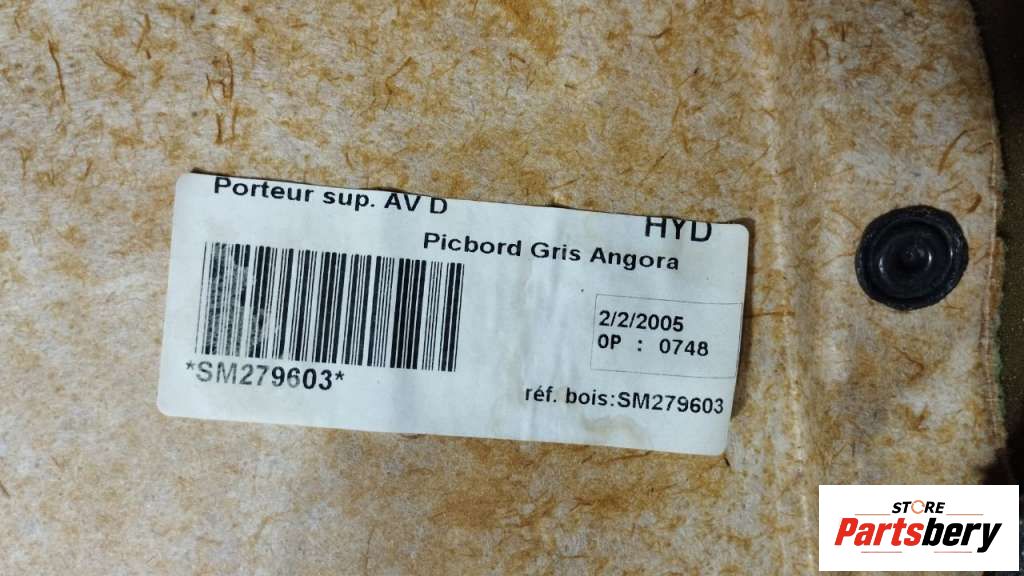 Porteur sup. AV D
HYD
Picbord Gris Angora
2/2/2005
0P : 0748
*SM279603*
réf. bois:SM279603
STORE
Partsbery